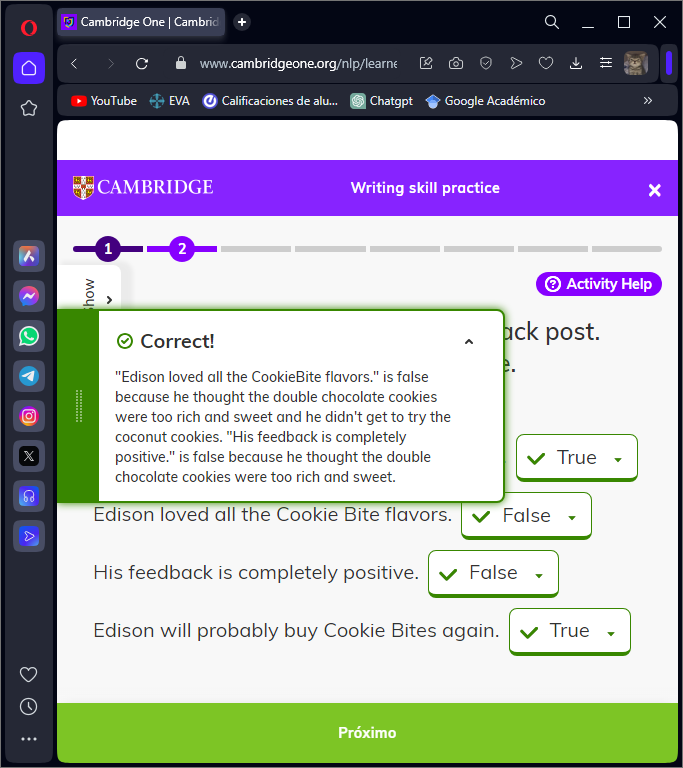 Cambridge One | Cambrid
www.cambridgeone.org/nlp/learne
YouTube
EVA
Calificaciones de alu...
Chatgpt
Google Académico
CAMBRIDGE
Writing skill practice
1
2
Activity Help
ack post.
e.
Correct!
"Edison loved all the CookieBite flavors." is false
because he thought the double chocolate cookies
were too rich and sweet and he didn't get to try the
coconut cookies. "His feedback is completely
positive." is false because he thought the double
chocolate cookies were too rich and sweet.
True
Edison loved all the Cookie Bite flavors. False
His feedback is completely positive. False
Edison will probably buy Cookie Bites again. True
Próximo